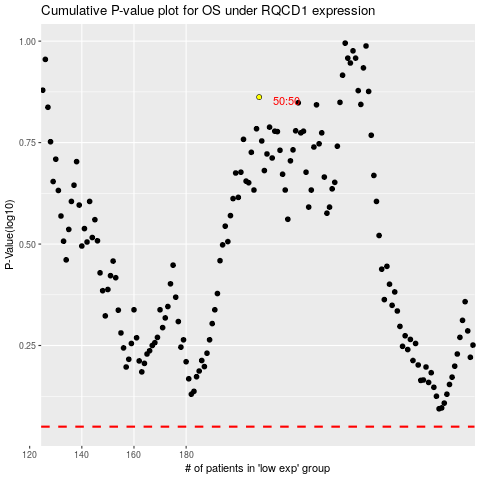 Cumulative P-value plot for OS under RQCD1 expression
P-Value(log10)
1.00
0.75
0.50
0.25
50:50
120 140 160 180
# of patients in 'low exp' group